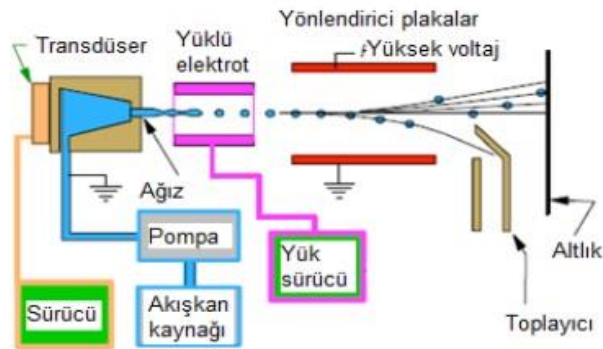 Yönlendirici plakalar
Transdüser
Yüklü
elektrot
Yüksek voltaj
Ağız
Pompa
Sürücü
Akışkan
kaynağı
Yük
sürücü
Altlık
Toplayıcı